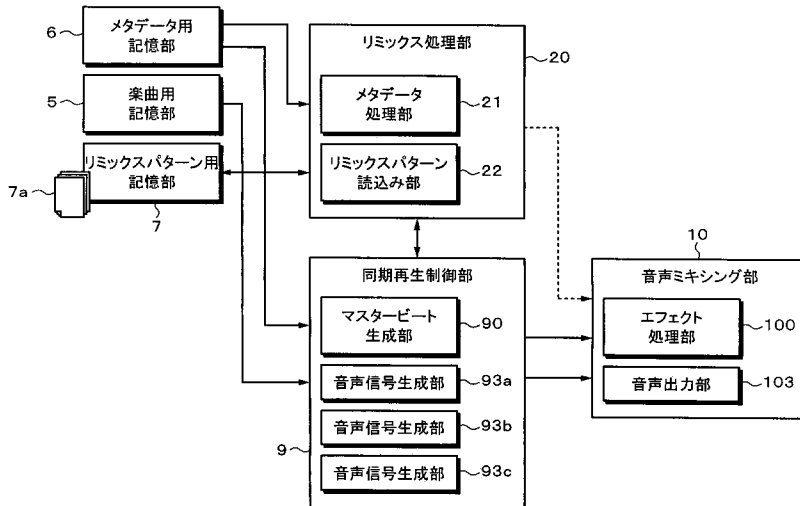 6
メタデータ用
記憶部
5
楽曲用
記憶部
リミックスパターン用
記憶部
7a
7
リミックス処理部
20
メタデータ
処理部
21
リミックスパターン
読込み部
22
同期再生制御部
9
マスタービート
生成部
90
音声信号生成部
93a
音声信号生成部
93b
音声信号生成部
93c
10
音声ミキシング部
エフェクト
処理部
100
音声出力部
103